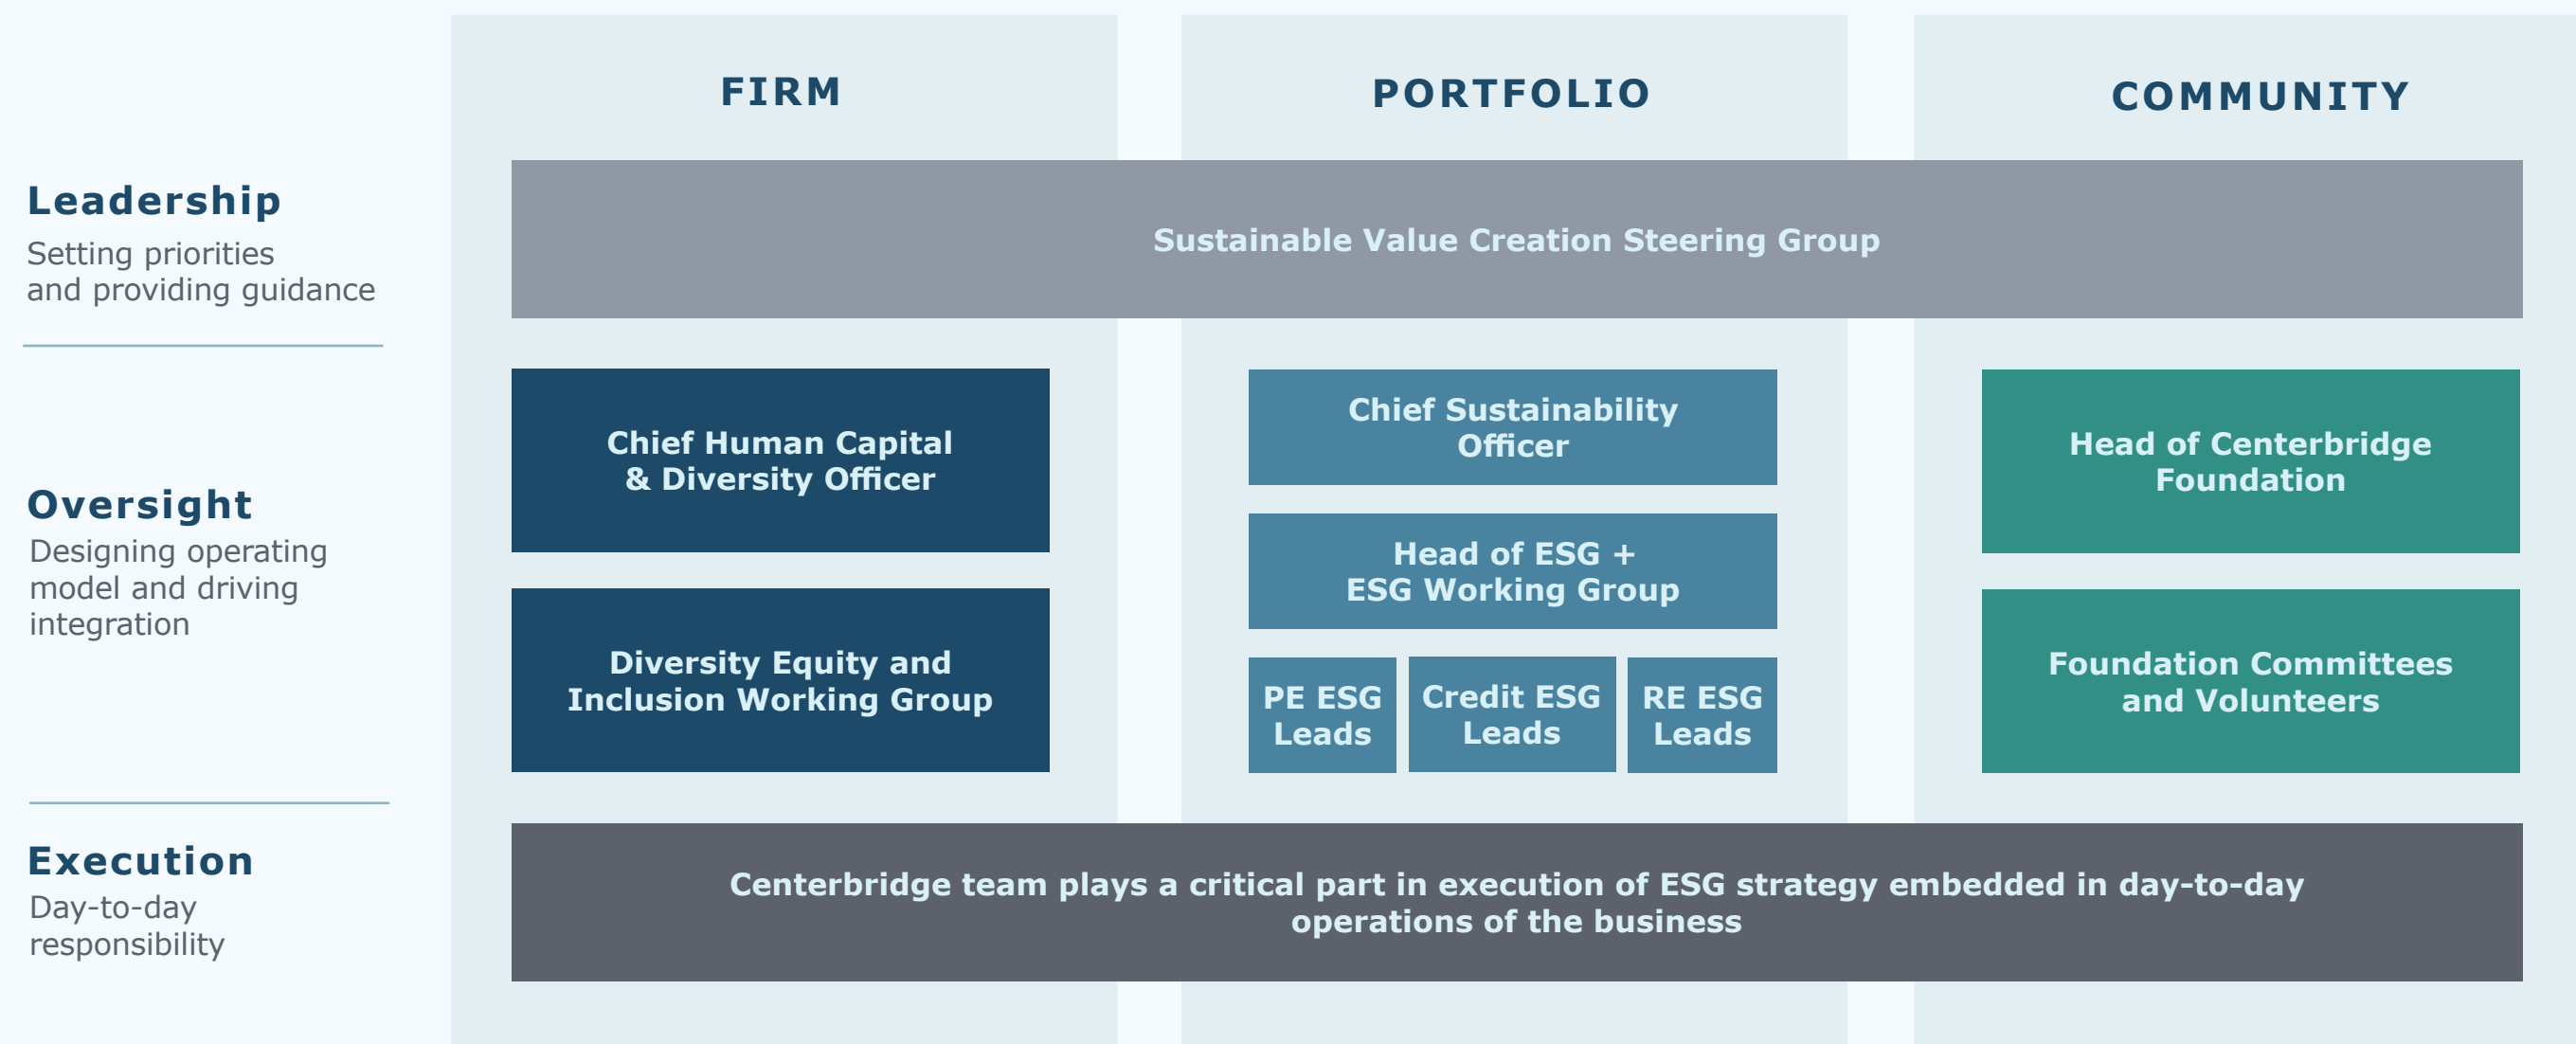 FIRM
PORTFOLIO
COMMUNITY
Leadership
Setting priorities
and providing guidance
Sustainable Value Creation Steering Group
Oversight
Designing operating
model and driving
integration
Chief Human Capital
& Diversity Officer
Diversity Equity and
Inclusion Working Group
Chief Sustainability
Officer
Head of ESG +
ESG Working Group
PE ESG
Leads
Credit ESG
Leads
RE ESG
Leads
Head of Centerbridge
Foundation
Foundation Committees
and Volunteers
Execution
Day-to-day
responsibility
Centerbridge team plays a critical part in execution of ESG strategy embedded in day-to-day
operations of the business